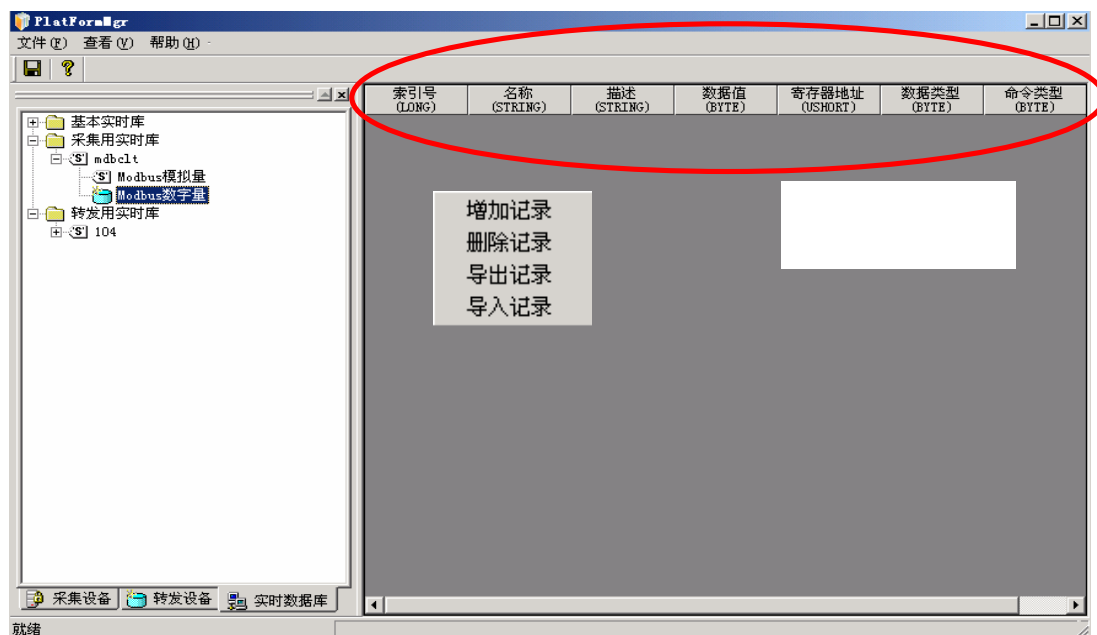 PlatFormMgr
文件(F) 查看(V) 帮助(H)
索引号 名称 描述 数据值 寄存器地址 数据类型 命令类型
(LONG) (STRING) (STRING) (BYTE) (USHORT) (BYTE) (BYTE)
基本实时库
采集用实时库
mdbclt
Modbus模拟量
Modbus数字量
转发用实时库
104
增加记录
删除记录
导出记录
导入记录
采集设备 转发设备 实时数据库
就绪